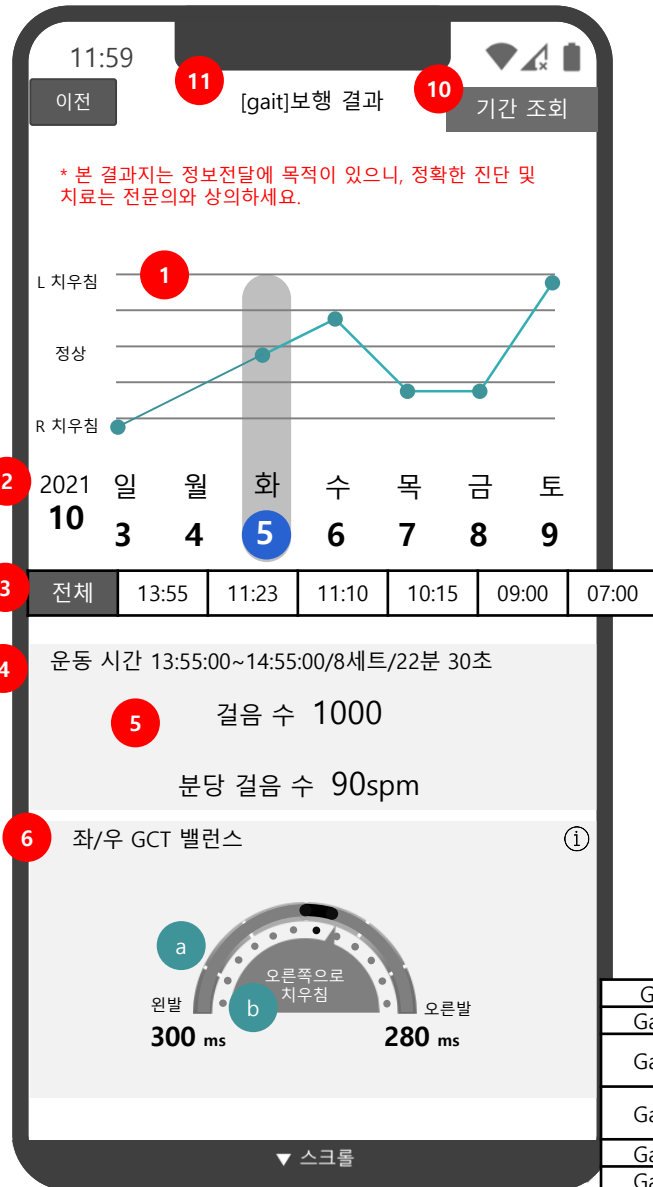 11:59
11
10
이전
[gait]보행 결과
기간 조회
* 본 결과지는 정보전달에 목적이 있으니, 정확한 진단 및
치료는 전문의와 상의하세요.
1
L 치우침
정상
R 치우침
2
2021 일 월 화 수 목 금 토
10 3 4 5 6 7 8 9
3
전체 13:55 11:23 11:10 10:15 09:00 07:00
4
운동 시간 13:55:00~14:55:00/8세트/22분 30초
5
걸음 수 1000
분당 걸음 수 90spm
6
좌/우 GCT 밸런스
i
a
오른쪽으로
치우침
b
왼발
300 ms
오른발
280 ms
▼ 스크롤